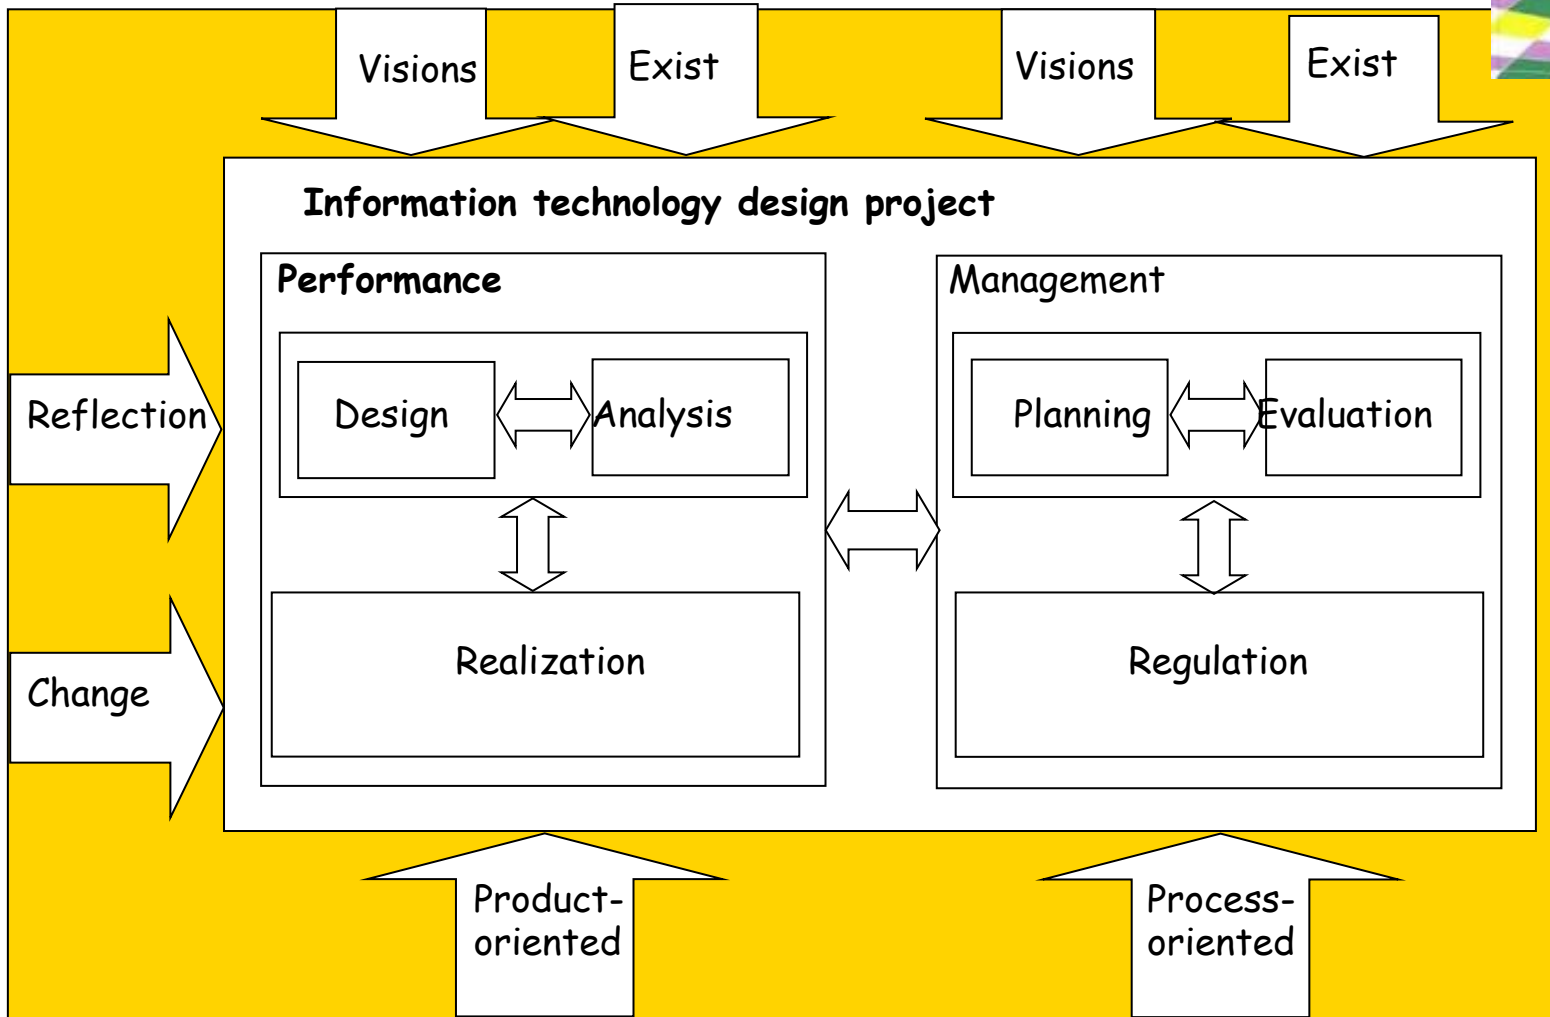 Visions
Exist
Visions
Exist
Information technology design project
Performance
Management
Reflection
Design
Analysis
Planning
Evaluation
Change
Realization
Regulation
Product-
oriented
Process-
oriented